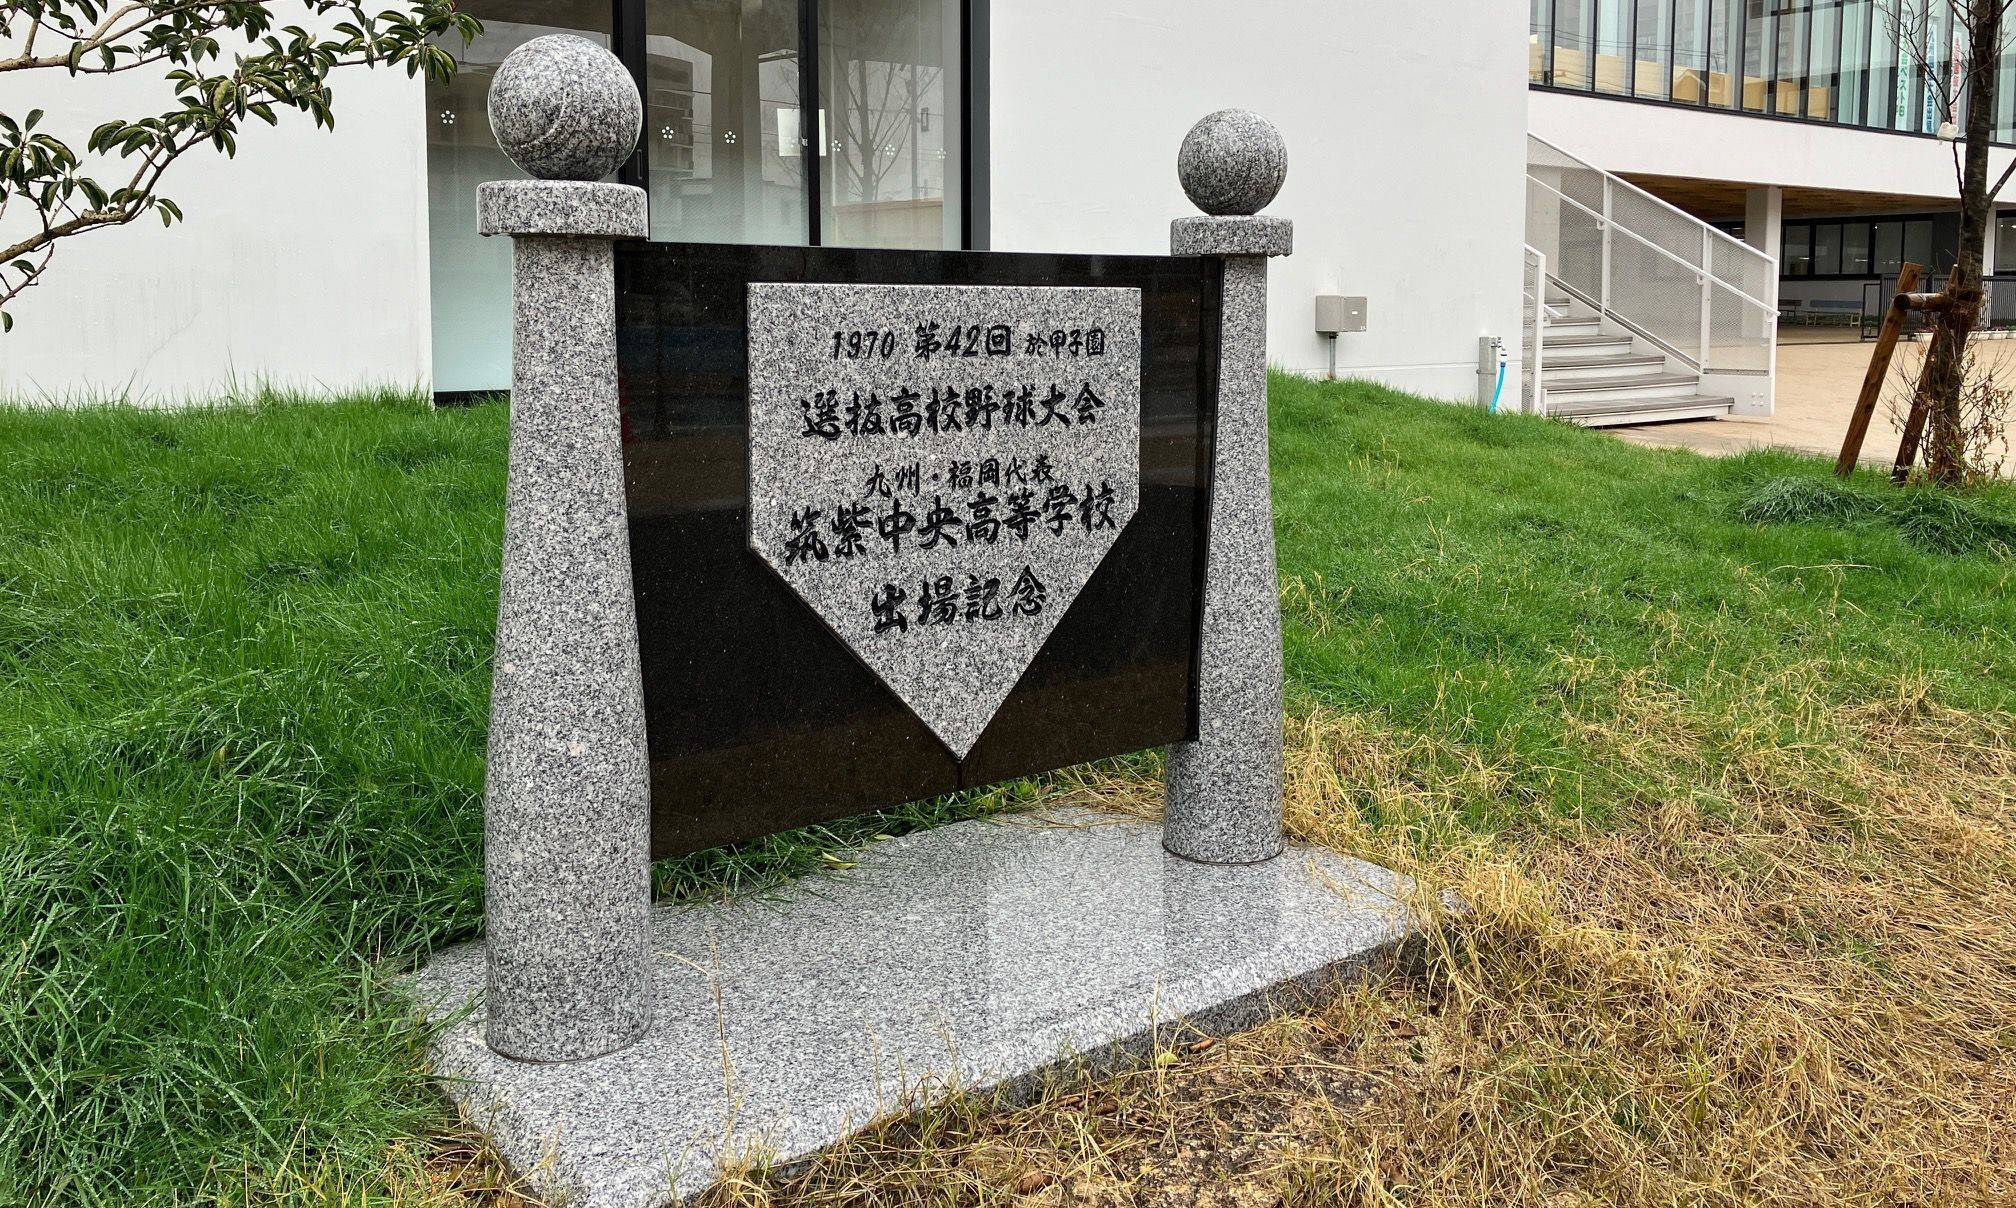 1970 第42回 於甲子園
選抜高校野球大会
九州・福岡代表
筑紫中央高等学校
出場記念